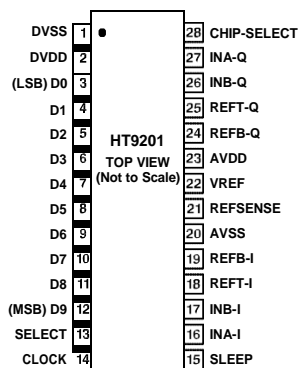 DVSS 1 28 CHIP-SELECT
DVDD 2 27 INA-Q
(LSB) D0 3 26 INB-Q
D1 4 25 REFT-Q
D2 5 24 REFB-Q
D3 6 23 AVDD
D4 7 22 VREF
D5 8 21 REFSENSE
D6 9 20 AVSS
D7 10 19 REFB-I
D8 11 18 REFT-I
(MSB) D9 12 17 INB-I
SELECT 13 16 INA-I
CLOCK 14 15 SLEEP
HT9201
TOP VIEW
(Not to Scale)